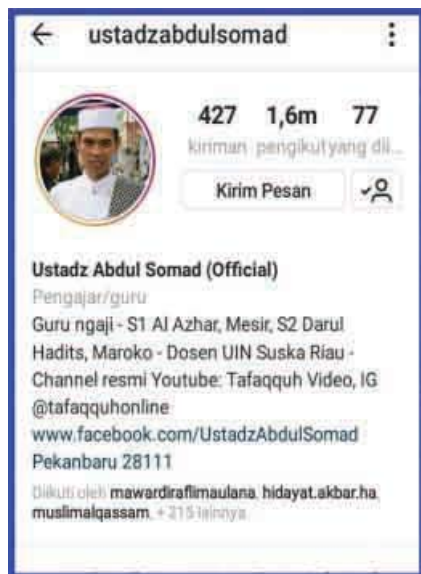 ustadzabdulsomad
427 1,6m 77
kiriman pengikut yang dii...
Kirim Pesan
Ustadz Abdul Somad (Official)
Pengajar/guru
Guru ngaji - S1 Al Azhar, Mesir, S2 Darul
Hadits, Maroko - Dosen UIN Suska Riau -
Channel resmi Youtube: Tafaqquh Video, IG
@tafaqquhonline
www.facebook.com/UstadzAbdulSomad
Pekanbaru 28111
Diikuti oleh mawardiraflimaulana, hidayat.akbar.ha,
muslimalqassam, + 215 lainnya